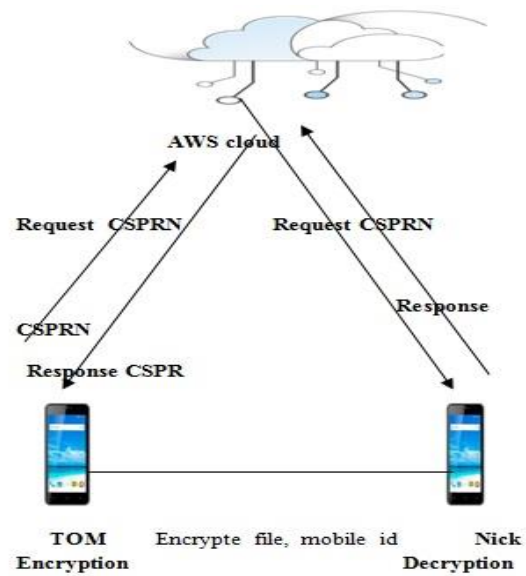 AWS cloud
Request CSPRN
Request CSPRN
Response
CSPRN
Response CSPR
TOM Encrypte file, mobile id Nick
Encryption Decryption